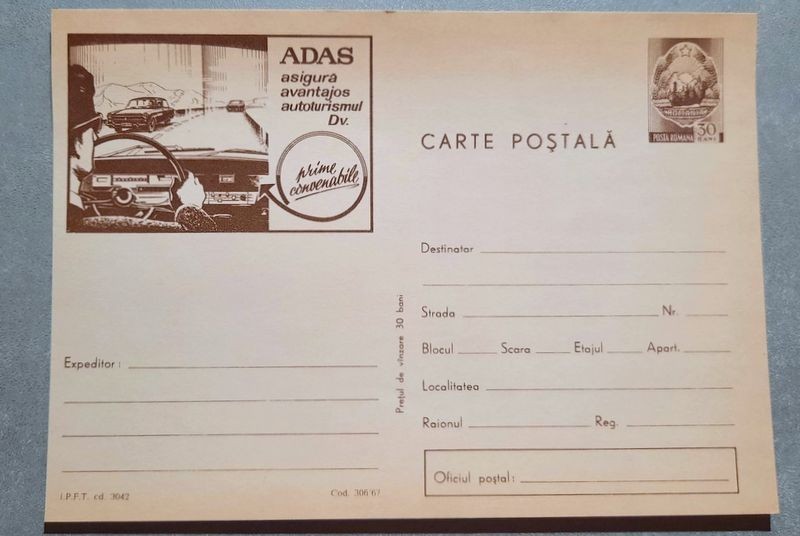 ADAS
asigură
avantajos
autoturismul
Dv.
prime
convenabile
POSTA ROMANA 30
BANI
CARTE POȘTALĂ
Destinatar
Strada Nr.
Blocul Scara Etajul Apart.
Localitatea
Raionul Reg.
Oficiul poștal:
Prețul de vînzare 30 bani
Expeditor:
I.P.F.T. cd. 3042
Cod. 306/67